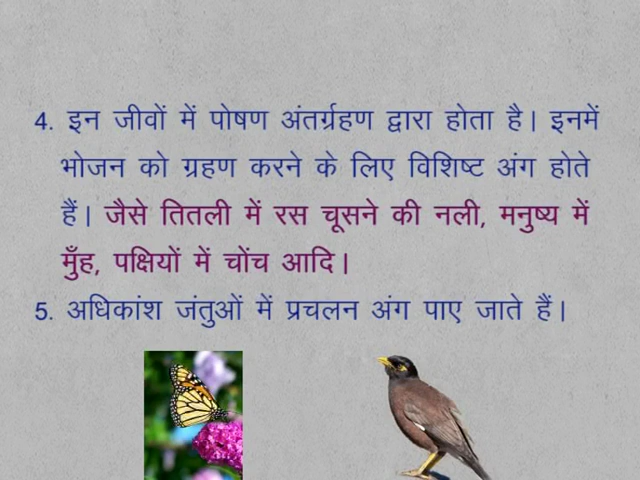 4. इन जीवों में पोषण अंतर्ग्रहण द्वारा होता है। इनमें
भोजन को ग्रहण करने के लिए विशिष्ट अंग होते
हैं। जैसे तितली में रस चूसने की नली, मनुष्य में
मुँह, पक्षियों में चोंच आदि।
5. अधिकांश जंतुओं में प्रचलन अंग पाए जाते हैं।